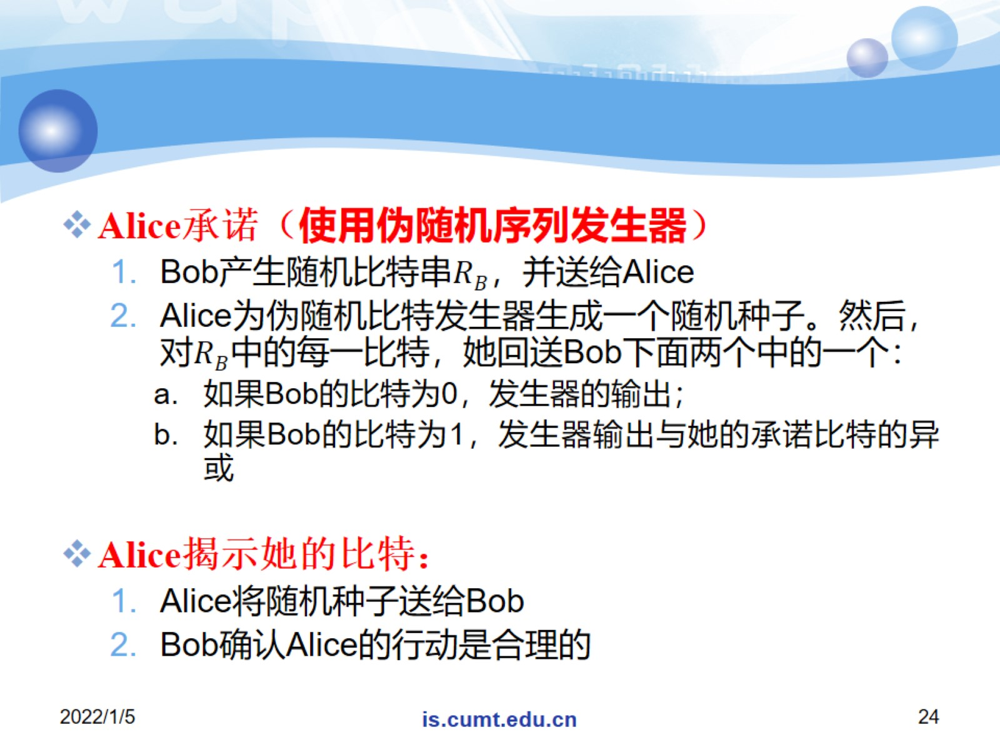 Alice承诺（使用伪随机序列发生器）
1. Bob产生随机比特串R_B，并送给Alice
2. Alice为伪随机比特发生器生成一个随机种子。然后，
对R_B中的每一比特，她回送Bob下面两个中的一个：
a. 如果Bob的比特为0，发生器的输出；
b. 如果Bob的比特为1，发生器输出与她的承诺比特的异
或
Alice揭示她的比特：
1. Alice将随机种子送给Bob
2. Bob确认Alice的行动是合理的
2022/1/5
is.cumt.edu.cn
24